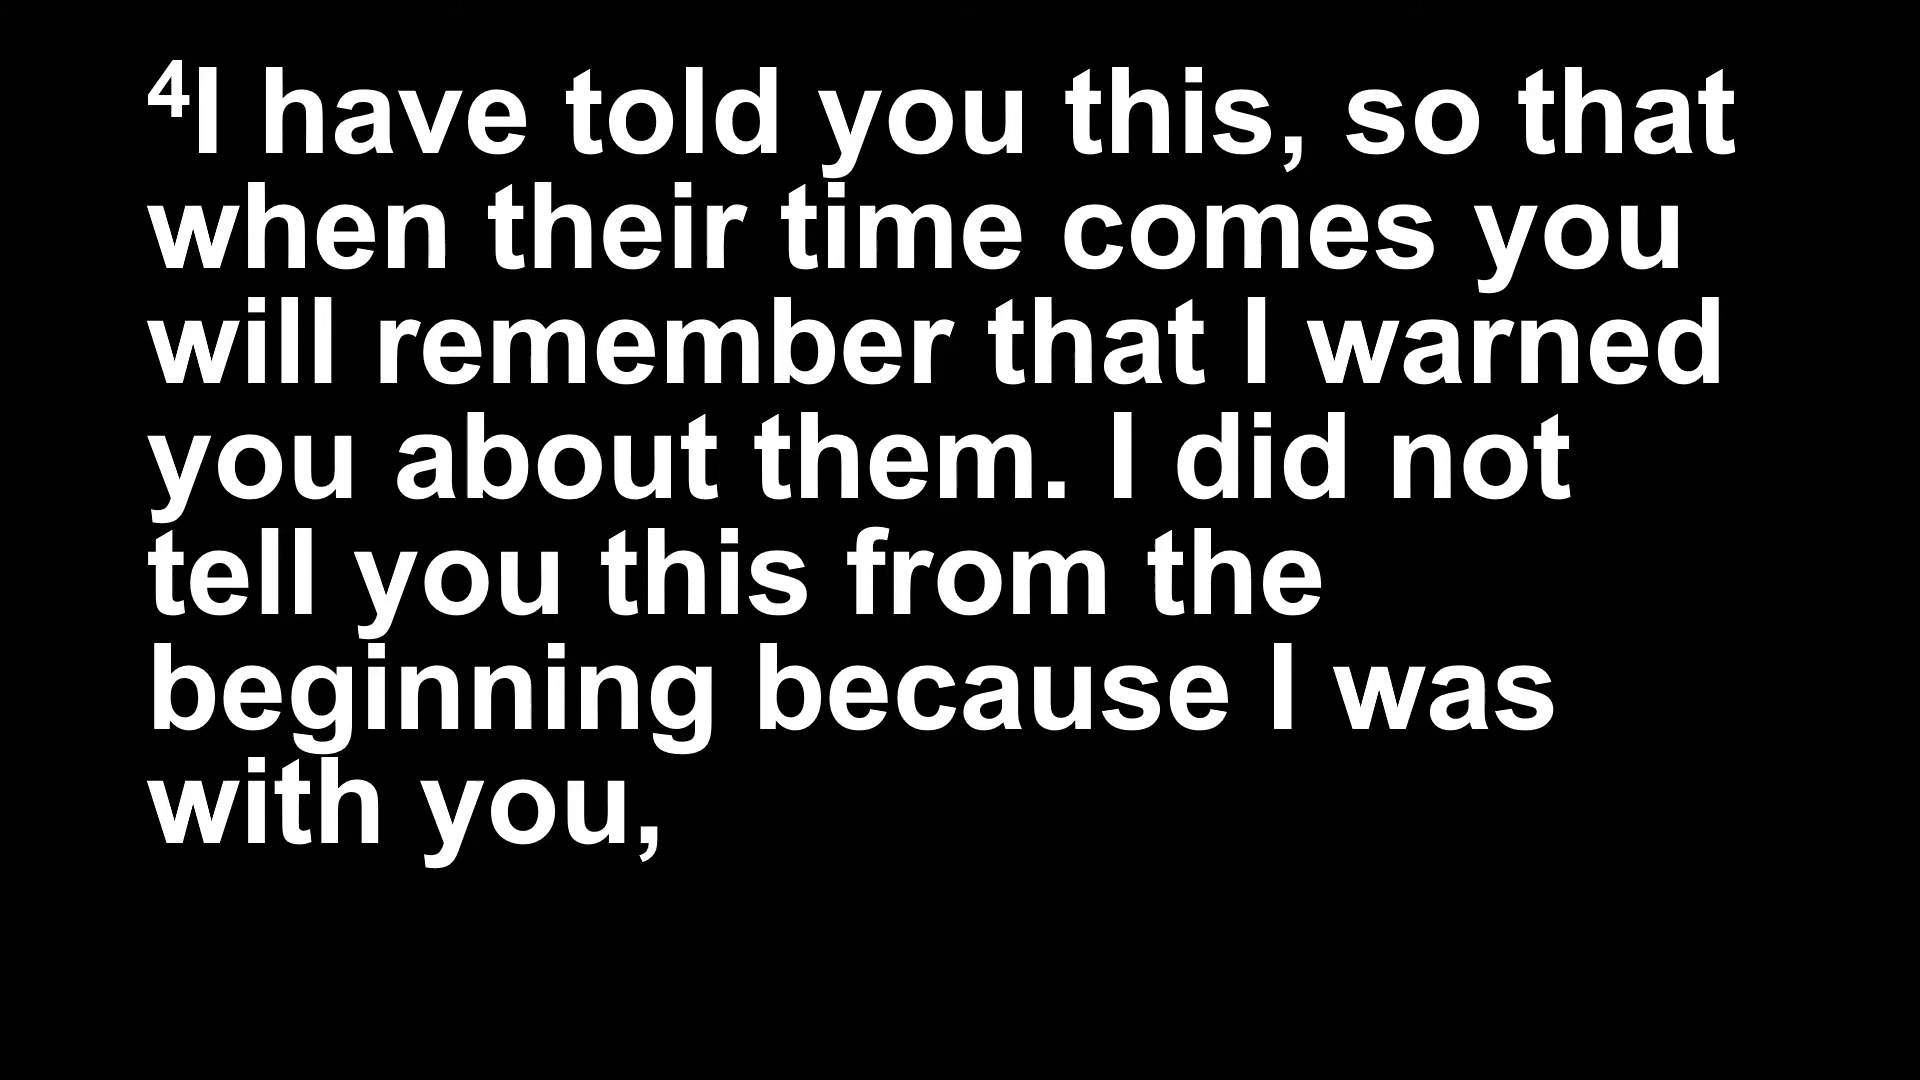 ⁴I have told you this, so that
when their time comes you
will remember that I warned
you about them. I did not
tell you this from the
beginning because I was
with you,